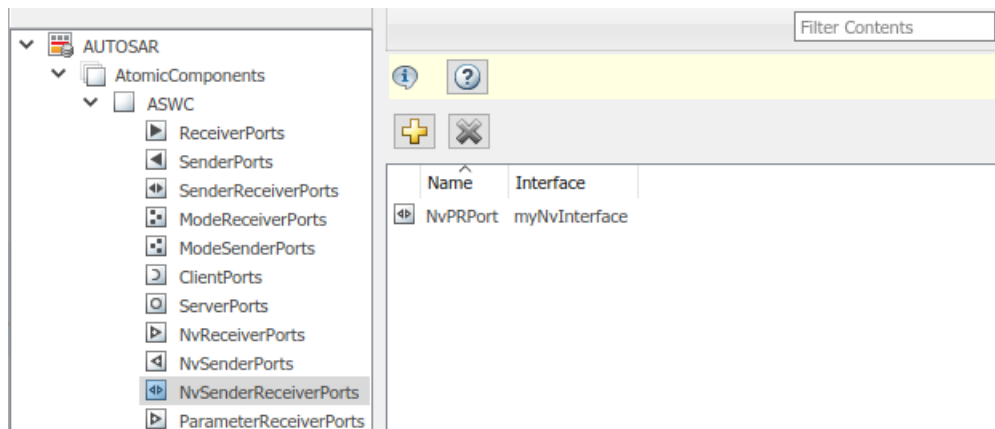 Filter Contents
AUTOSAR
AtomicComponents
ASWC
ReceiverPorts
SenderPorts
SenderReceiverPorts
ModeReceiverPorts
ModeSenderPorts
ClientPorts
ServerPorts
NvReceiverPorts
NvSenderPorts
NvSenderReceiverPorts
ParameterReceiverPorts
Name Interface
NvPRPort myNvInterface